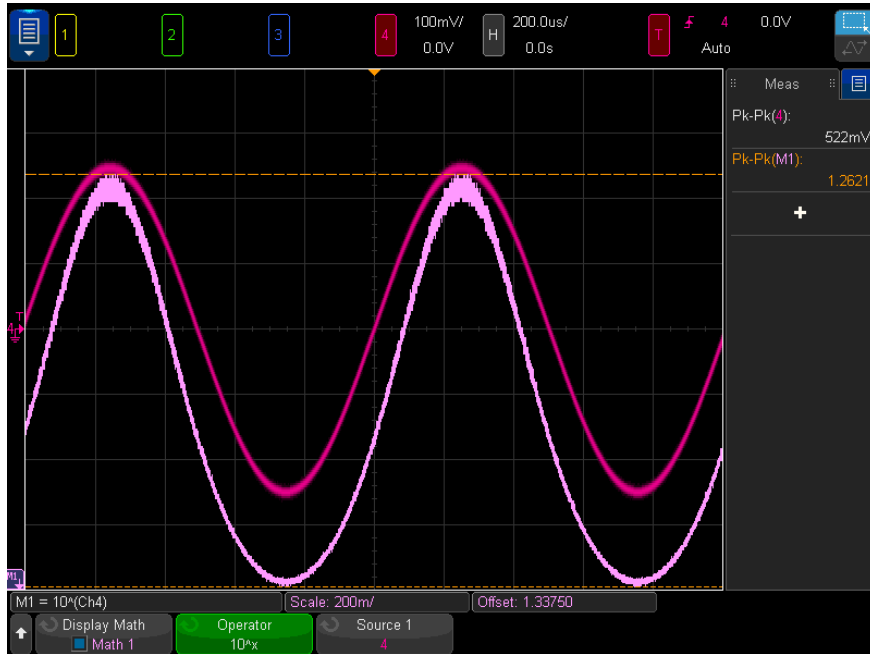 1 2 3 4 100mV/ H 200.0us/ T 4 0.0V
0.0V 0.0s Auto
Meas
Pk-Pk(4):
522mV
Pk-Pk(M1):
1.2621
+
T
4
M1
M1 = 10^(Ch4) Scale: 200m/ Offset: 1.33750
Display Math Operator Source 1
Math 1 10^x 4